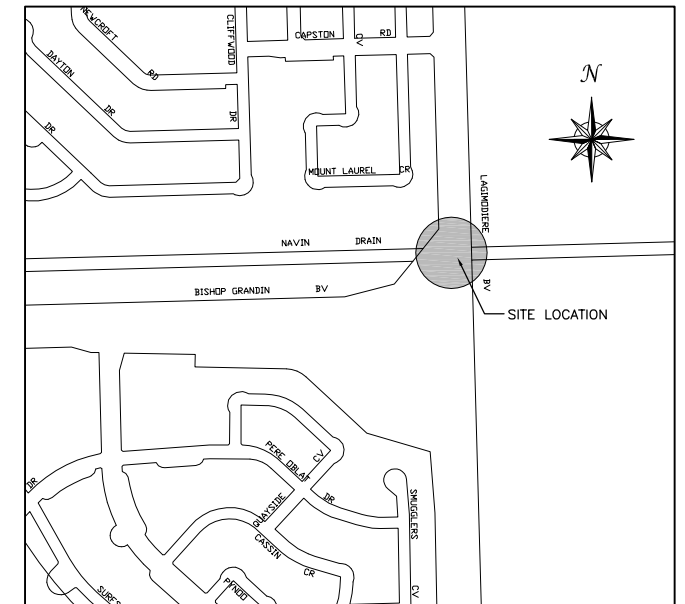 NEWCROFT RD
CLIFFWOOD DR
CAPSTON RD
CV
DAYTON DR
DR
MOUNT LAUREL CR
N
LAGIMODIERE BV
NAVIN DRAIN
BISHOP GRANDIN BV
SITE LOCATION
PERE OBLAT CV
DR
QUAYSIDE DR
CASSIN CR
SMUGGLERS CV